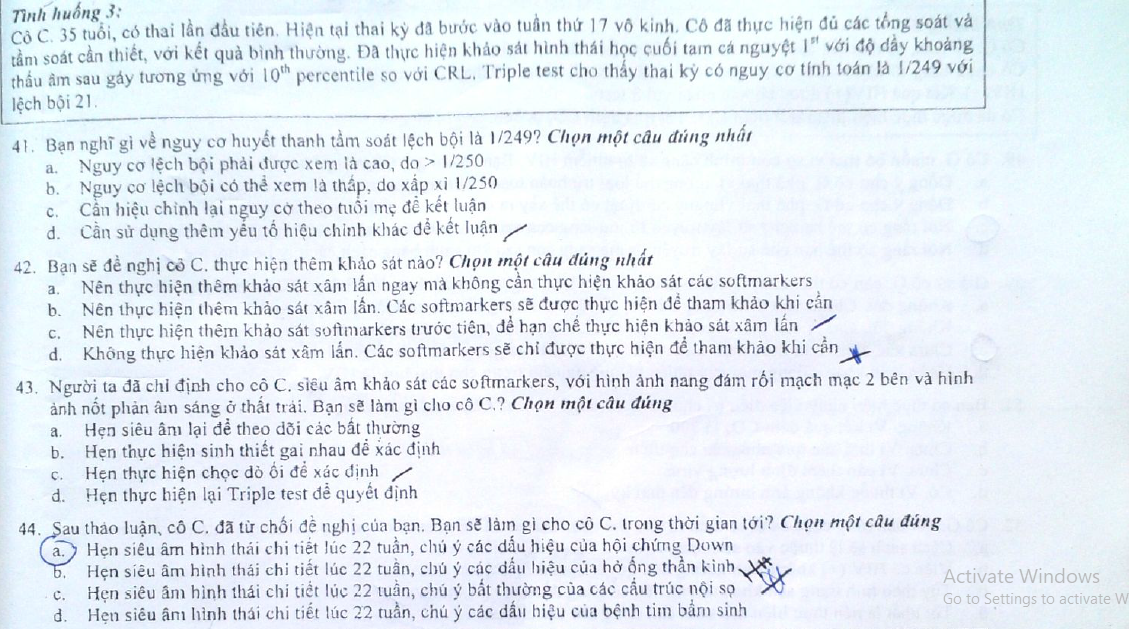 Tình huống 3:
Cô C. 35 tuổi, có thai lần đầu tiên. Hiện tại thai kỳ đã bước vào tuần thứ 17 vô kinh. Cô đã thực hiện đủ các tổng soát và
tầm soát cần thiết, với kết quả bình thường. Đã thực hiện khảo sát hình thái học cuối tam cá nguyệt 1st với độ dầy khoảng
thấu âm sau gáy tương ứng với 10th percentile so với CRL. Triple test cho thấy thai kỳ có nguy cơ tính toán là 1/249 với
lệch bội 21.
41. Bạn nghĩ gì về nguy cơ huyết thanh tầm soát lệch bội là 1/249? Chọn một câu đúng nhất
a. Nguy cơ lệch bội phải được xem là cao, do > 1/250
b. Nguy cơ lệch bội có thể xem là thấp, do xấp xỉ 1/250
c. Cần hiệu chỉnh lại nguy cơ theo tuổi mẹ để kết luận
d. Cần sử dụng thêm yếu tố hiệu chỉnh khác để kết luận
42. Bạn sẽ đề nghị cô C. thực hiện thêm khảo sát nào? Chọn một câu đúng nhất
a. Nên thực hiện thêm khảo sát xâm lấn ngay mà không cần thực hiện khảo sát các softmarkers
b. Nên thực hiện thêm khảo sát xâm lấn. Các softmarkers sẽ được thực hiện để tham khảo khi cần
c. Nên thực hiện thêm khảo sát softmarkers trước tiên, để hạn chế thực hiện khảo sát xâm lấn
d. Không thực hiện khảo sát xâm lấn. Các softmarkers sẽ chỉ được thực hiện để tham khảo khi cần
43. Người ta đã chỉ định cho cô C. siêu âm khảo sát các softmarkers, với hình ảnh nang đám rối mạch mạc 2 bên và hình
ảnh nốt phản âm sáng ở thất trái. Bạn sẽ làm gì cho cô C.? Chọn một câu đúng
a. Hẹn siêu âm lại để theo dõi các bất thường
b. Hẹn thực hiện sinh thiết gai nhau để xác định
c. Hẹn thực hiện chọc dò ối để xác định
d. Hẹn thực hiện lại Triple test để quyết định
44. Sau thảo luận, cô C. đã từ chối đề nghị của bạn. Bạn sẽ làm gì cho cô C. trong thời gian tới? Chọn một câu đúng
a. Hẹn siêu âm hình thái chi tiết lúc 22 tuần, chú ý các dấu hiệu của hội chứng Down
b. Hẹn siêu âm hình thái chi tiết lúc 22 tuần, chú ý các dấu hiệu của hở ống thần kinh
c. Hẹn siêu âm hình thái chi tiết lúc 22 tuần, chú ý bất thường của các cấu trúc nội sọ
d. Hẹn siêu âm hình thái chi tiết lúc 22 tuần, chú ý các dấu hiệu của bệnh tim bẩm sinh
Activate Windows
Go to Settings to activate W